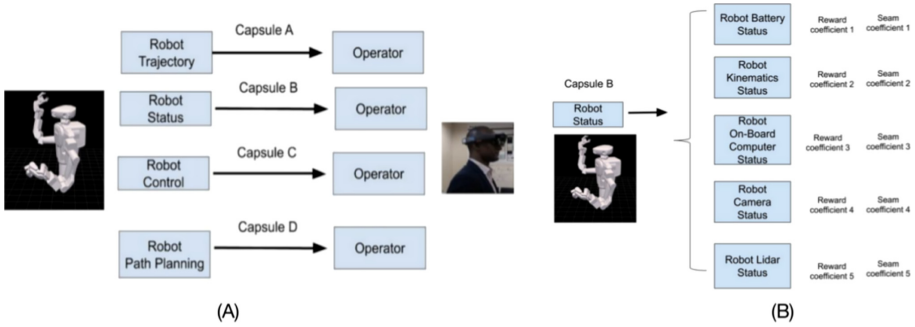 Capsule A
Robot
Trajectory
Operator
Capsule B
Robot
Status
Operator
Capsule C
Robot
Control
Operator
Capsule D
Robot
Path Planning
Operator
(A)
Capsule B
Robot
Status
Robot Battery
Status
Reward
coefficient 1
Seam
coefficient 1
Robot
Kinematics
Status
Reward
coefficient 2
Seam
coefficient 2
Robot
On-Board
Computer
Status
Reward
coefficient 3
Seam
coefficient 3
Robot
Camera
Status
Reward
coefficient 4
Seam
coefficient 4
Robot Lidar
Status
Reward
coefficient 5
Seam
coefficient 5
(B)